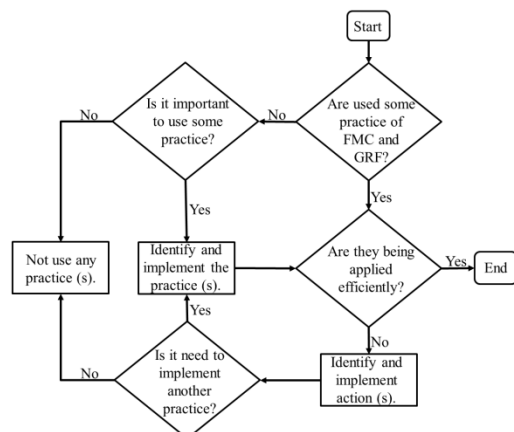 Start
Is it important
to use some
practice?
Are used some
practice of
FMC and
GRF?
No
No
Yes
Yes
Not use any
practice (s).
Identify and
implement the
practice (s).
Are they being
applied
efficiently?
Yes
End
Yes
No
Is it need to
implement
another
practice?
No
Identify and
implement
action (s).